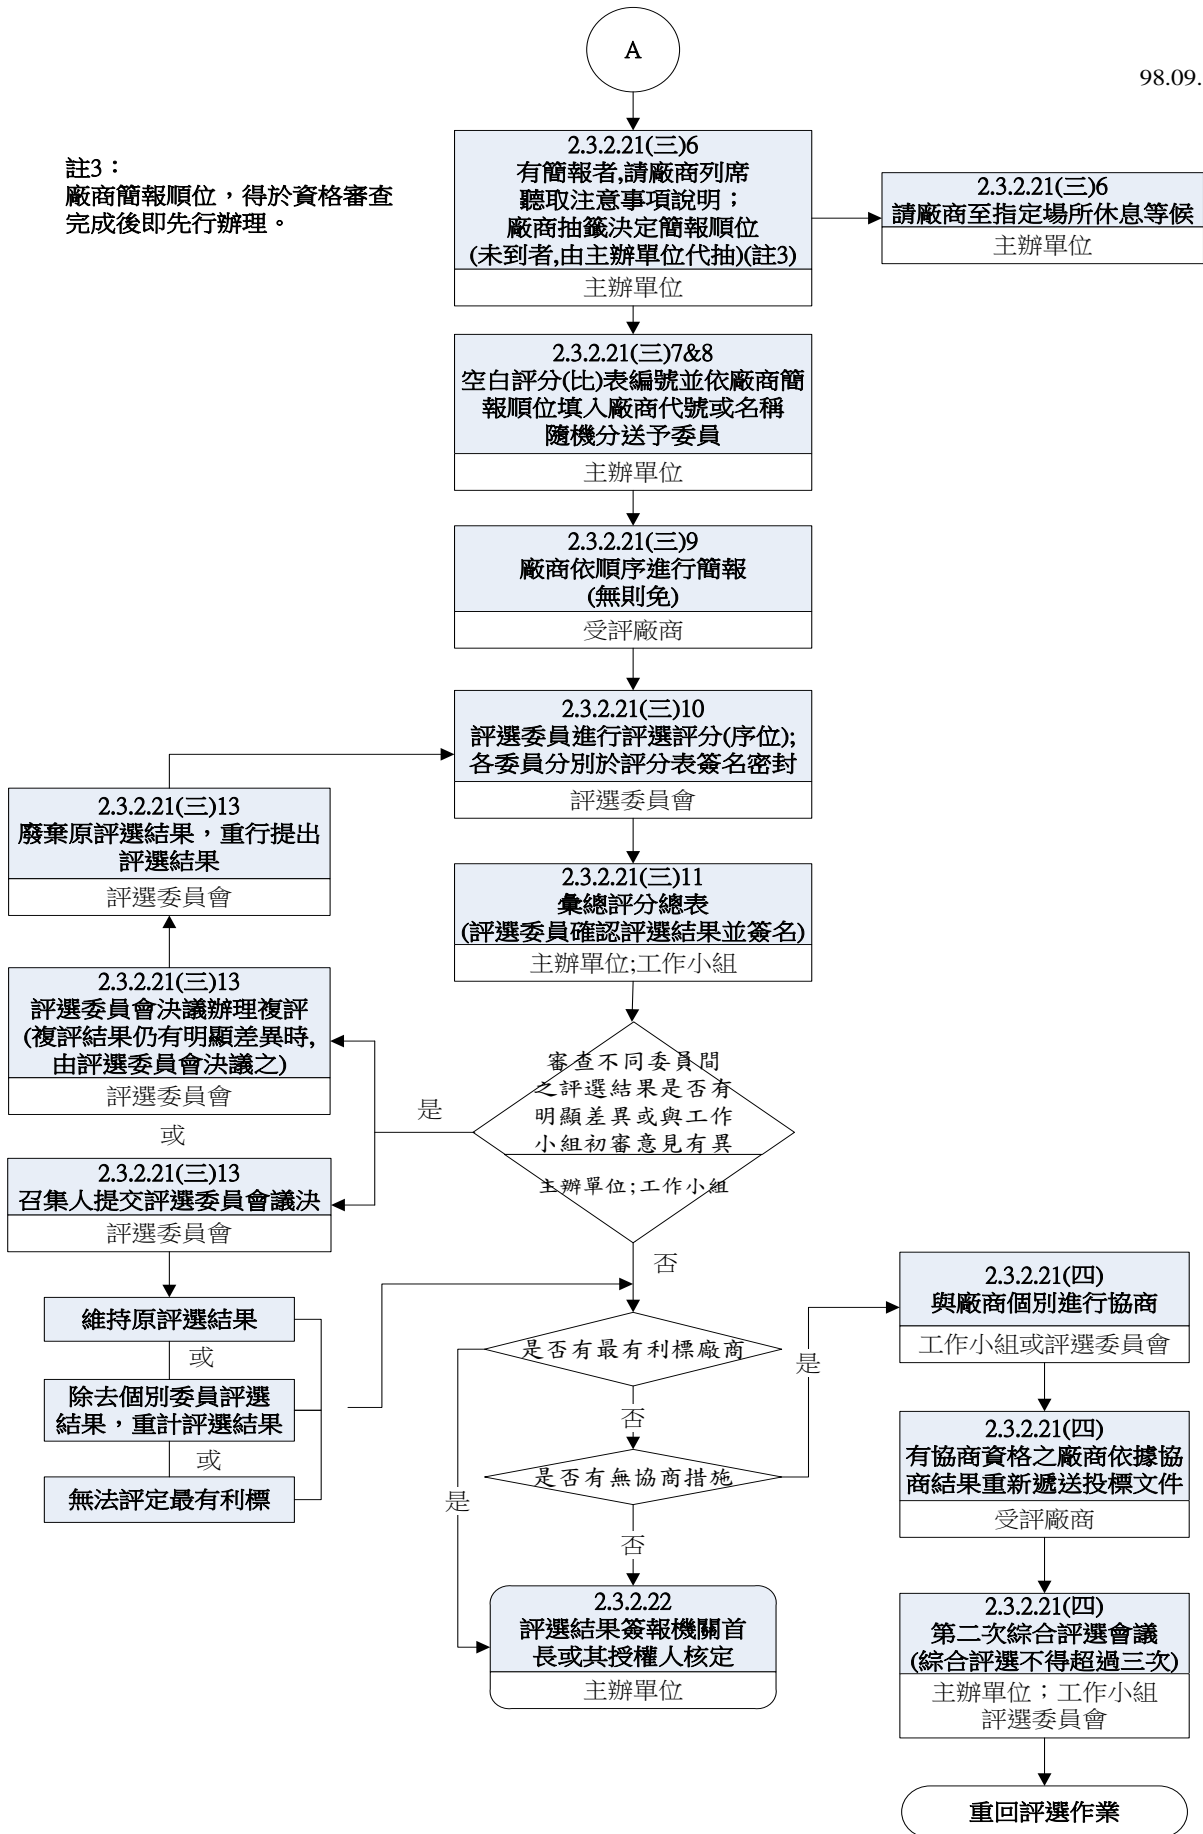 A
98.09.
註3：
廠商簡報順位，得於資格審查
完成後即先行辦理。
2.3.2.21(三)6
有簡報者,請廠商列席
聽取注意事項說明；
廠商抽籤決定簡報順位
(未到者,由主辦單位代抽)(註3)
主辦單位
2.3.2.21(三)6
請廠商至指定場所休息等候
主辦單位
2.3.2.21(三)7&8
空白評分(比)表編號並依廠商簡
報順位填入廠商代號或名稱
隨機分送予委員
主辦單位
2.3.2.21(三)9
廠商依順序進行簡報
(無則免)
受評廠商
2.3.2.21(三)10
評選委員進行評選評分(序位);
各委員分別於評分表簽名密封
評選委員會
2.3.2.21(三)13
廢棄原評選結果，重行提出
評選結果
評選委員會
2.3.2.21(三)11
彙總評分總表
(評選委員確認評選結果並簽名)
主辦單位;工作小組
2.3.2.21(三)13
評選委員會決議辦理複評
(複評結果仍有明顯差異時,
由評選委員會決議之)
評選委員會
或
是
審查不同委員間
之評選結果是否有
明顯差異或與工作
小組初審意見有異
主辦單位;工作小組
2.3.2.21(三)13
召集人提交評選委員會議決
評選委員會
否
維持原評選結果
或
除去個別委員評選
結果，重計評選結果
或
無法評定最有利標
是否有最有利標廠商
是
否
是否有無協商措施
是
否
2.3.2.22
評選結果簽報機關首
長或其授權人核定
主辦單位
2.3.2.21(四)
與廠商個別進行協商
工作小組或評選委員會
2.3.2.21(四)
有協商資格之廠商依據協
商結果重新遞送投標文件
受評廠商
2.3.2.21(四)
第二次綜合評選會議
(綜合評選不得超過三次)
主辦單位；工作小組
評選委員會
重回評選作業